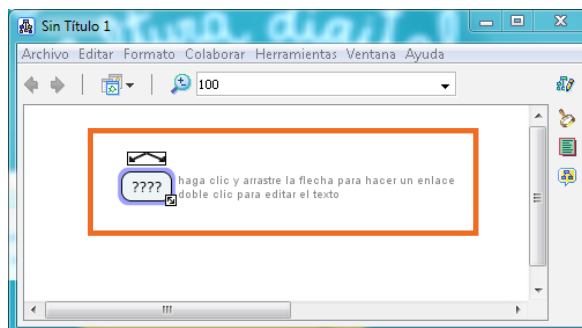 Sin Título 1
Archivo Editar Formato Colaborar Herramientas Ventana Ayuda
100
????
haga clic y arrastre la flecha para hacer un enlace
doble clic para editar el texto